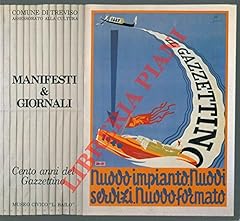 COMUNE DI TREVISO
ASSESSORATO ALLA CULTURA
MANIFESTI
&
GIORNALI
Cento anni del
Gazzettino
MUSEO CIVICO "L. BAILO"
IL GAZZETTINO
nuovo impianto nuovi
servizi nuovo formato
LIBRERIA PIANI